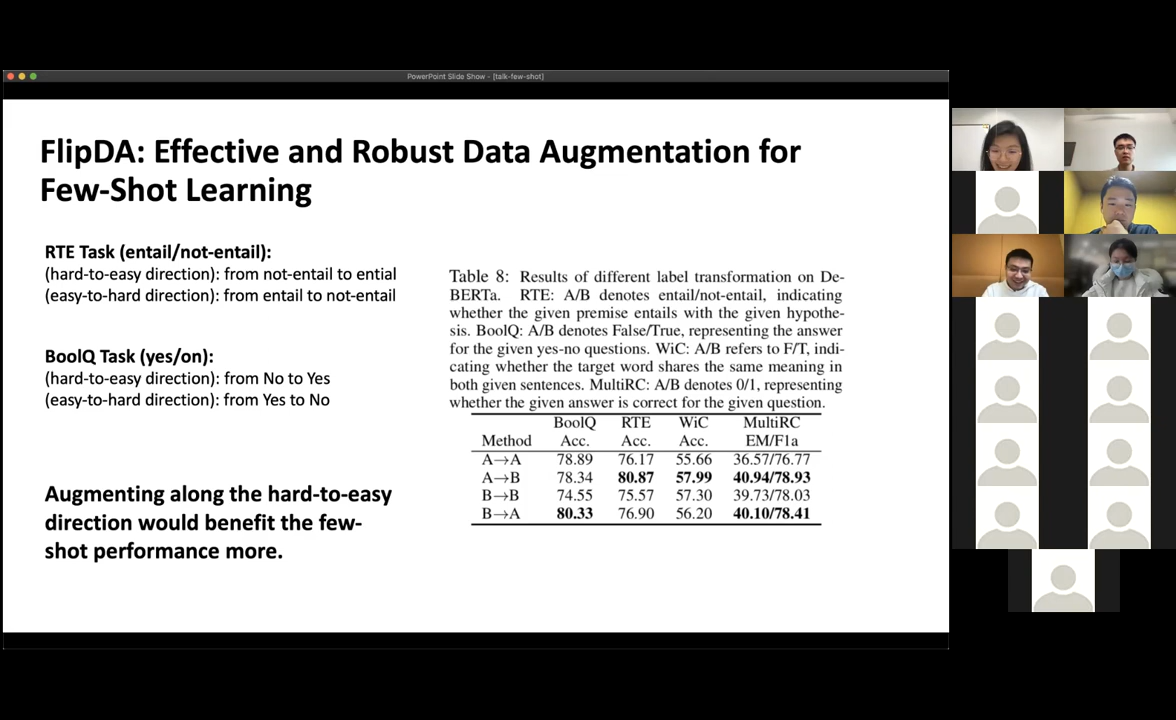 PowerPoint Slide Show - [talk-few-shot]
FlipDA: Effective and Robust Data Augmentation for
Few-Shot Learning
RTE Task (entail/not-entail):
(hard-to-easy direction): from not-entail to ential
(easy-to-hard direction): from entail to not-entail
BoolQ Task (yes/on):
(hard-to-easy direction): from No to Yes
(easy-to-hard direction): from Yes to No
Augmenting along the hard-to-easy
direction would benefit the few-
shot performance more.
Table 8: Results of different label transformation on De-
BERTa. RTE: A/B denotes entail/not-entail, indicating
whether the given premise entails with the given hypothe-
sis. BoolQ: A/B denotes False/True, representing the answer
for the given yes-no questions. WiC: A/B refers to F/T, indi-
cating whether the target word shares the same meaning in
both given sentences. MultiRC: A/B denotes 0/1, representing
whether the given answer is correct for the given question.
BoolQ RTE WiC MultiRC
Method Acc. Acc. Acc. EM/F1a
A→A 78.89 76.17 55.66 36.57/76.77
A→B 78.34 80.87 57.99 40.94/78.93
B→B 74.55 75.57 57.30 39.73/78.03
B→A 80.33 76.90 56.20 40.10/78.41